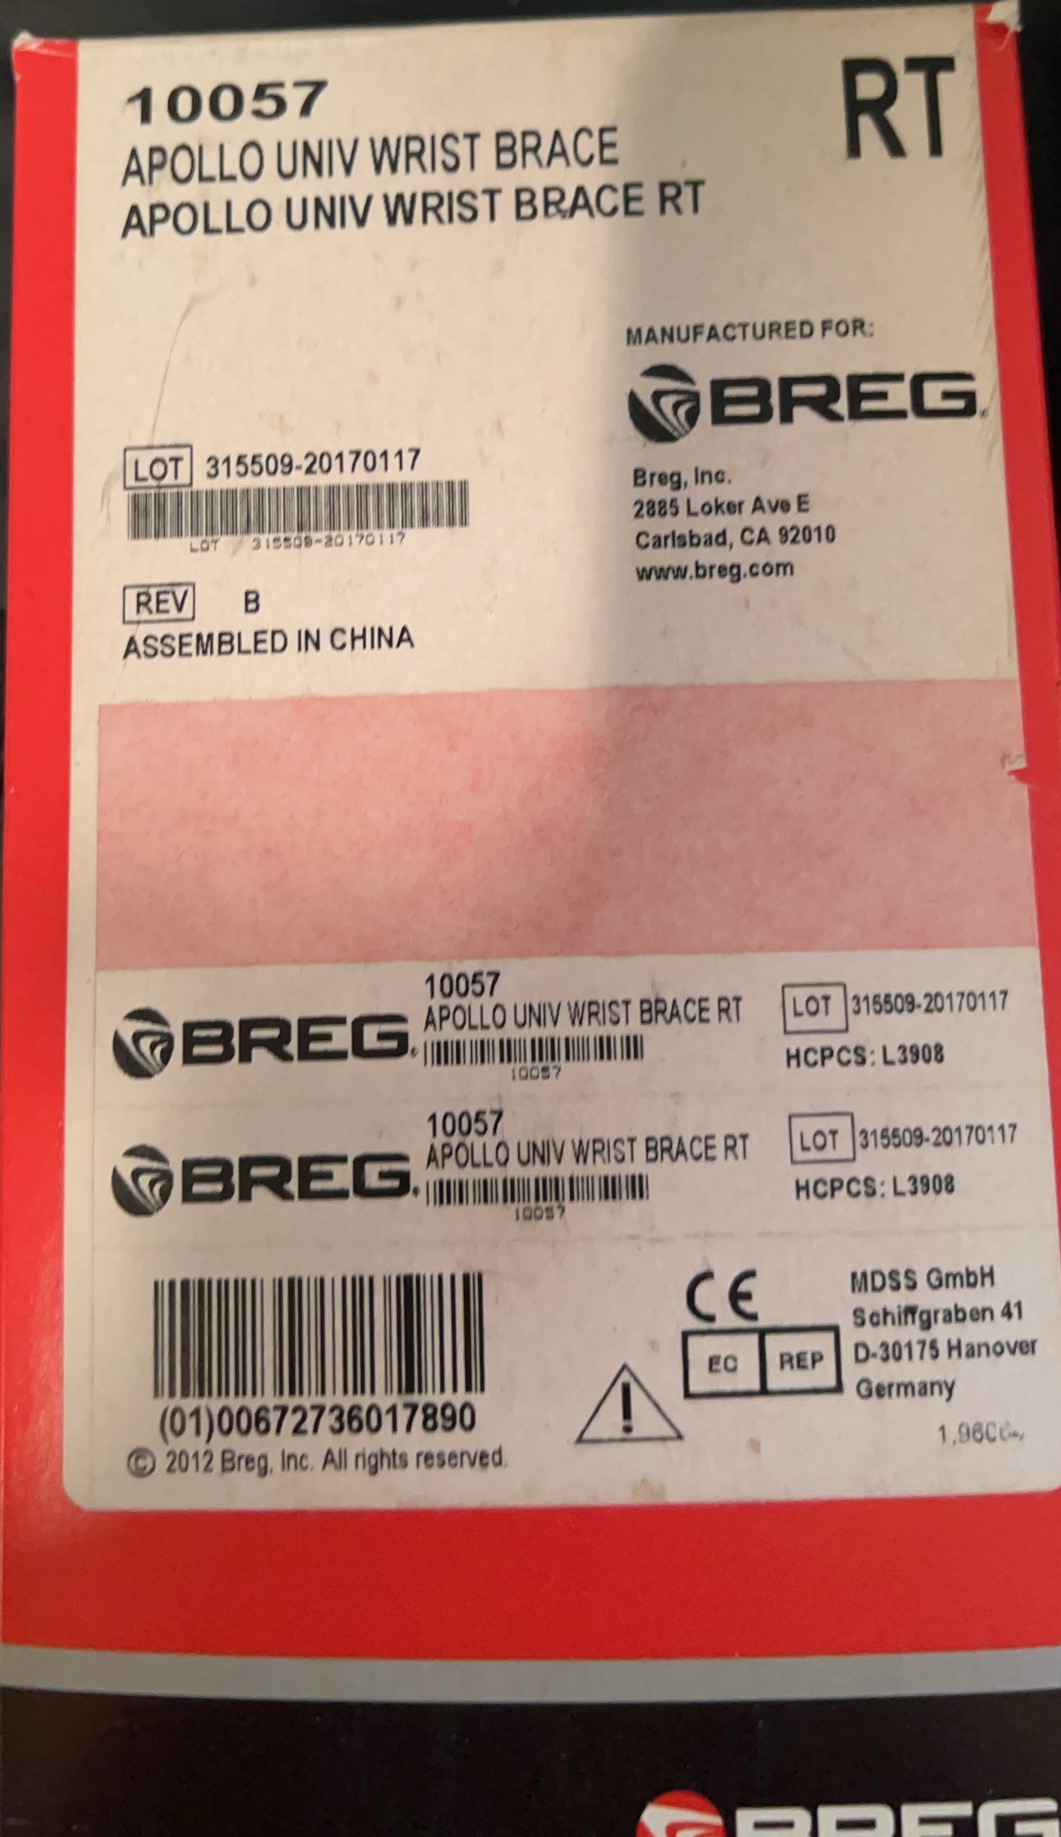 10057
RT
APOLLO UNIV WRIST BRACE
APOLLO UNIV WRIST BRACE RT
MANUFACTURED FOR:
BREG
Breg, Inc.
2885 Loker Ave E
Carlsbad, CA 92010
www.breg.com
LOT 315509-20170117
LOT 315509-20170117
REV B
ASSEMBLED IN CHINA
BREG
10057
APOLLO UNIV WRIST BRACE RT
10057
LOT 315509-20170117
HCPCS: L3908
BREG
10057
APOLLO UNIV WRIST BRACE RT
10057
LOT 315509-20170117
HCPCS: L3908
(01)00672736017890
© 2012 Breg, Inc. All rights reserved.
CE
EC REP
MDSS GmbH
Schiffgraben 41
D-30175 Hanover
Germany
BREG